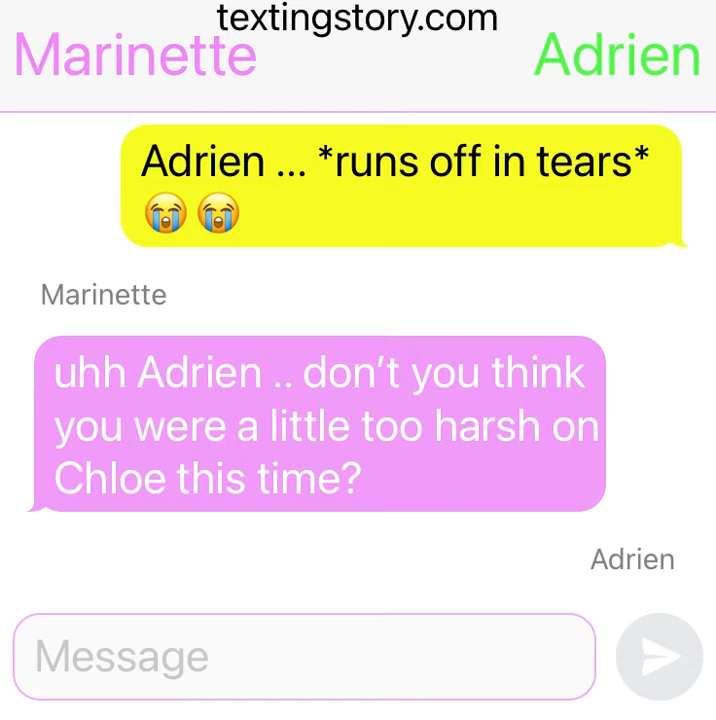 textingstory.com
Marinette
Adrien
Adrien ... *runs off in tears*
😭 😭
Marinette
uhh Adrien .. don’t you think
you were a little too harsh on
Chloe this time?
Adrien
Message